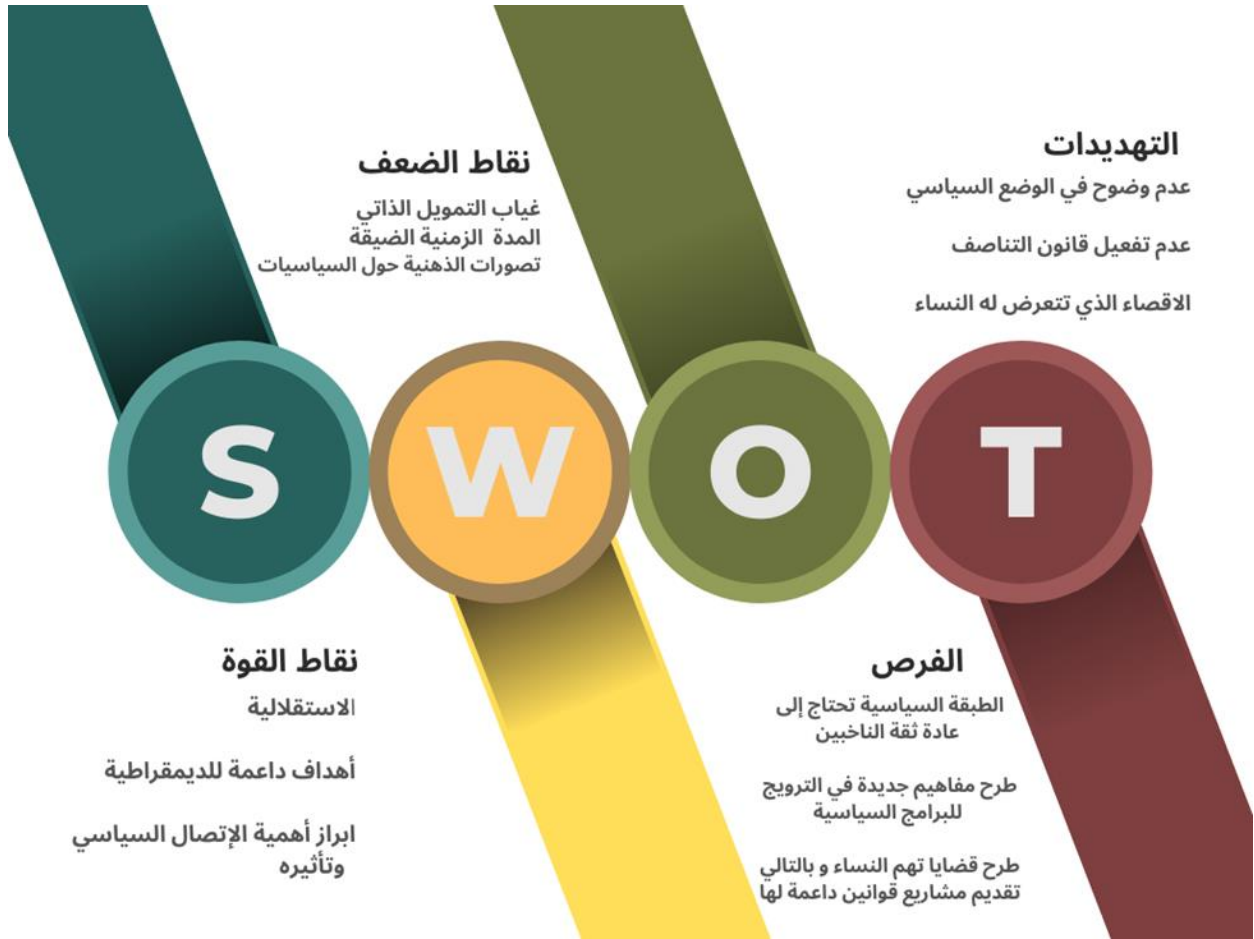 نقاط الضعف
غياب التمويل الذاتي
المدة الزمنية الضيقة
تصورات الذهنية حول السياسيات
التهديدات
عدم وضوح في الوضع السياسي
عدم تفعيل قانون التناصف
الاقصاء الذي تتعرض له النساء
S W O T
نقاط القوة
الاستقلالية
أهداف داعمة للديمقراطية
ابراز أهمية الإتصال السياسي
وتأثيره
الفرص
الطبقة السياسية تحتاج إلى
عادة ثقة الناخبين
طرح مفاهيم جديدة في الترويج
للبرامج السياسية
طرح قضايا تهم النساء و بالتالي
تقديم مشاريع قوانين داعمة لها